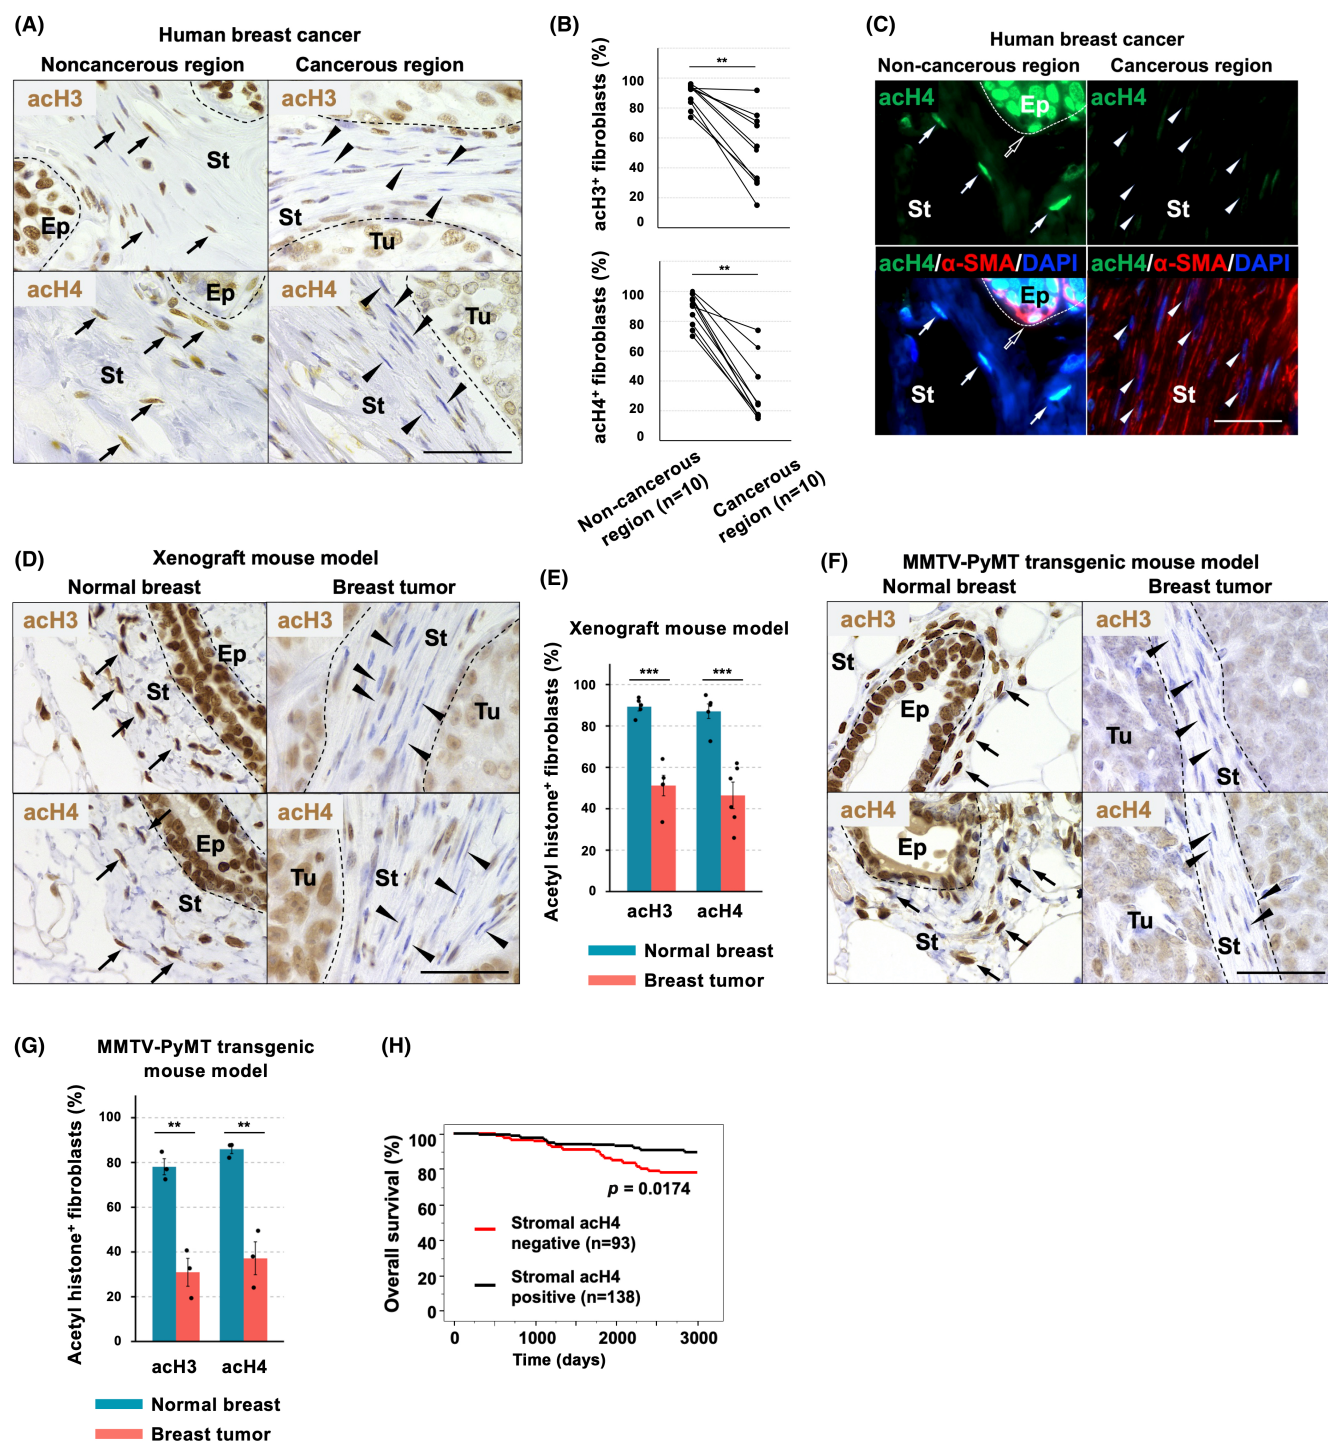 (A)
Human breast cancer
Noncancerous region
Cancerous region
acH3
St
Ep
acH3
St
Tu
acH4
Ep
St
acH4
Tu
St
(B)
acH3⁺ fibroblasts (%)
**
100
80
60
40
20
0
acH4⁺ fibroblasts (%)
**
100
80
60
40
20
0
Non-cancerous
region (n=10)
Cancerous
region (n=10)
(C)
Human breast cancer
Non-cancerous region
Cancerous region
acH4
Ep
St
acH4
St
acH4/α-SMA/DAPI
Ep
St
acH4/α-SMA/DAPI
St
(D)
Xenograft mouse model
Normal breast
Breast tumor
acH3
Ep
St
acH3
St
Tu
acH4
Ep
St
acH4
Tu
St
(E)
Xenograft mouse model
Acetyl histone⁺ fibroblasts (%)
***
***
100
80
60
40
20
0
acH3
acH4
Normal breast
Breast tumor
(F)
MMTV-PyMT transgenic mouse model
Normal breast
Breast tumor
acH3
St
Ep
acH3
Tu
St
acH4
Ep
St
acH4
Tu
St
(G)
MMTV-PyMT transgenic
mouse model
Acetyl histone⁺ fibroblasts (%)
**
**
100
80
60
40
20
0
acH3
acH4
Normal breast
Breast tumor
(H)
Overall survival (%)
100
80
60
40
20
0
p = 0.0174
Stromal acH4
negative (n=93)
Stromal acH4
positive (n=138)
0
1000
2000
3000
Time (days)